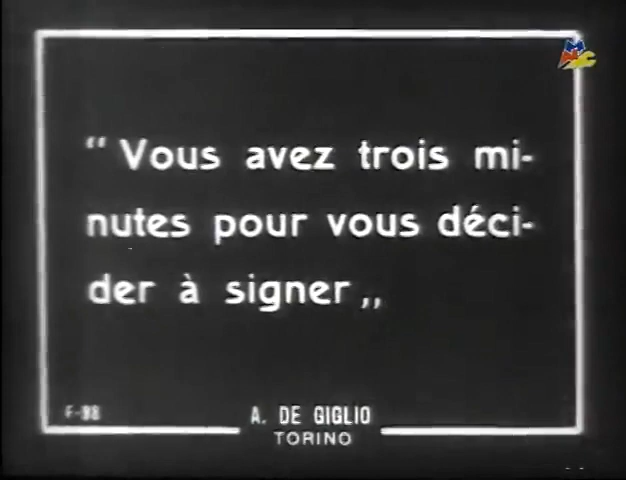 “ Vous avez trois mi-
nutes pour vous déci-
der à signer „
F-98
A. DE GIGLIO
TORINO